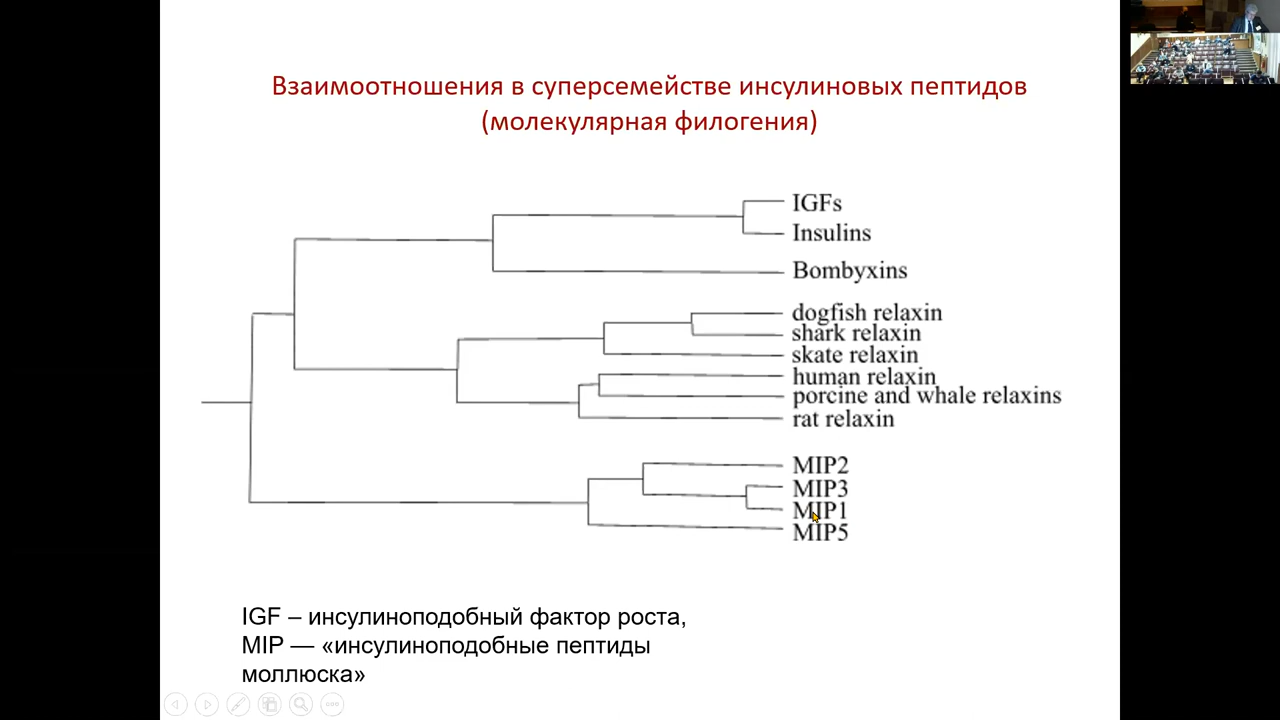 Взаимоотношения в суперсемействе инсулиновых пептидов
(молекулярная филогения)
IGFs
Insulins
Bombyxins
dogfish relaxin
shark relaxin
skate relaxin
human relaxin
porcine and whale relaxins
rat relaxin
MIP2
MIP3
MIP1
MIP5
IGF – инсулиноподобный фактор роста,
MIP — «инсулиноподобные пептиды
моллюска»